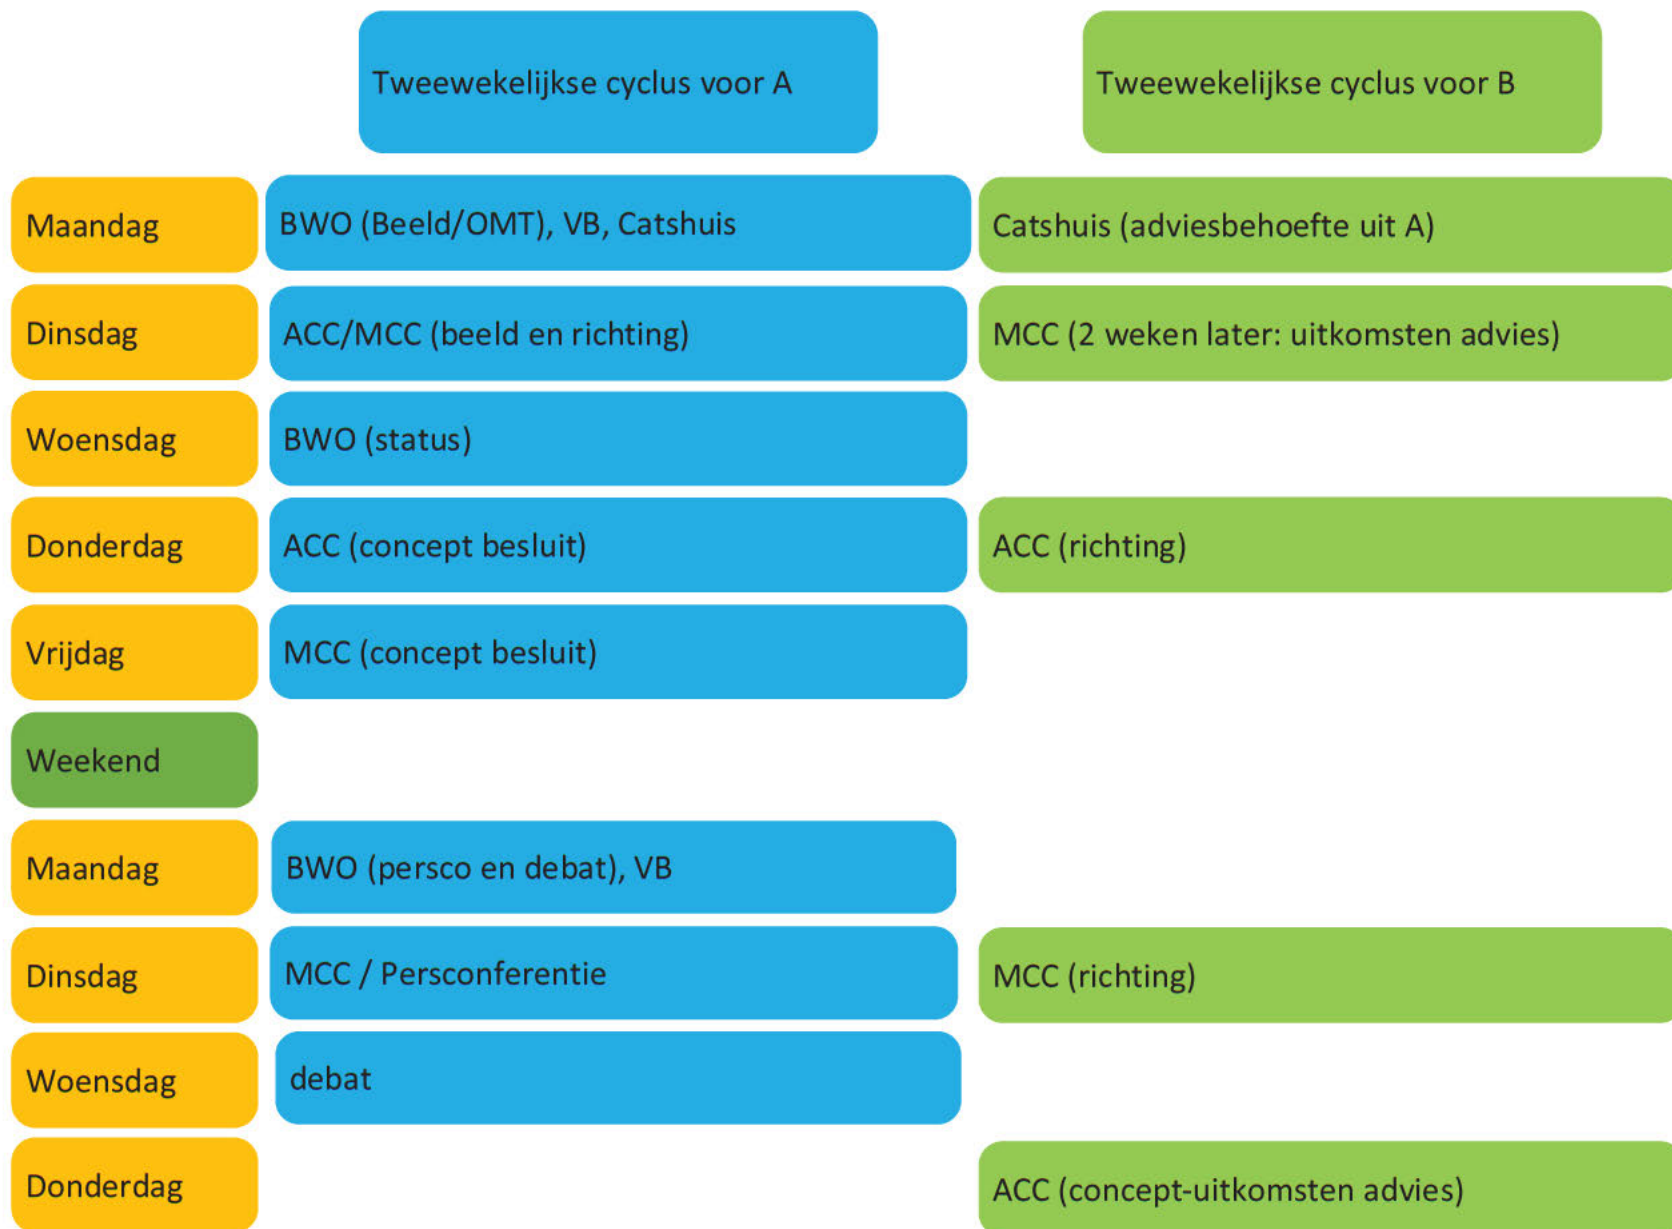 Tweewekelijkse cyclus voor A
Tweewekelijkse cyclus voor B
Maandag
BWO (Beeld/OMT), VB, Catshuis
Catshuis (adviesbehoefte uit A)
Dinsdag
ACC/MCC (beeld en richting)
MCC (2 weken later: uitkomsten advies)
Woensdag
BWO (status)
Donderdag
ACC (concept besluit)
ACC (richting)
Vrijdag
MCC (concept besluit)
Weekend
Maandag
BWO (persco en debat), VB
Dinsdag
MCC / Persconferentie
MCC (richting)
Woensdag
debat
Donderdag
ACC (concept-uitkomsten advies)